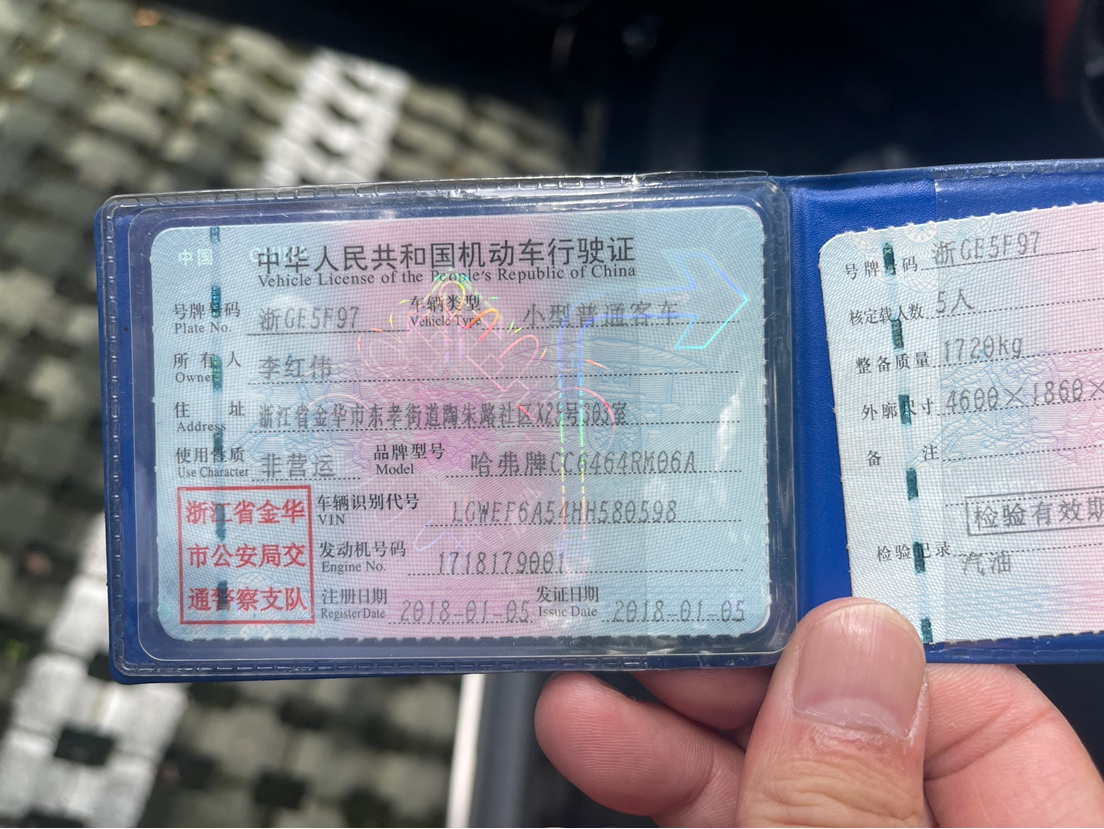 中国
中华人民共和国机动车行驶证
Vehicle License of the People's Republic of China
号牌号码 浙GE5F97 车辆类型 小型普通客车
Plate No. Vehicle Type
所有人 李红伟
Owner
住址 浙江省金华市东孝街道陶朱路社区X25号303室
Address
使用性质 非营运 品牌型号 哈弗牌CC6464RM06A
Use Character Model
浙江省金华市公安局交通警察支队
车辆识别代号 LGWEF6A54HH580598
VIN
发动机号码 1718179001
Engine No.
注册日期 2018-01-05 发证日期 2018-01-05
Register Date Issue Date
号牌号码 浙GE5F97
核定载人数 5人
整备质量 1720kg
外廓尺寸 4600×1860×
备注
检验有效期
检验记录 汽油